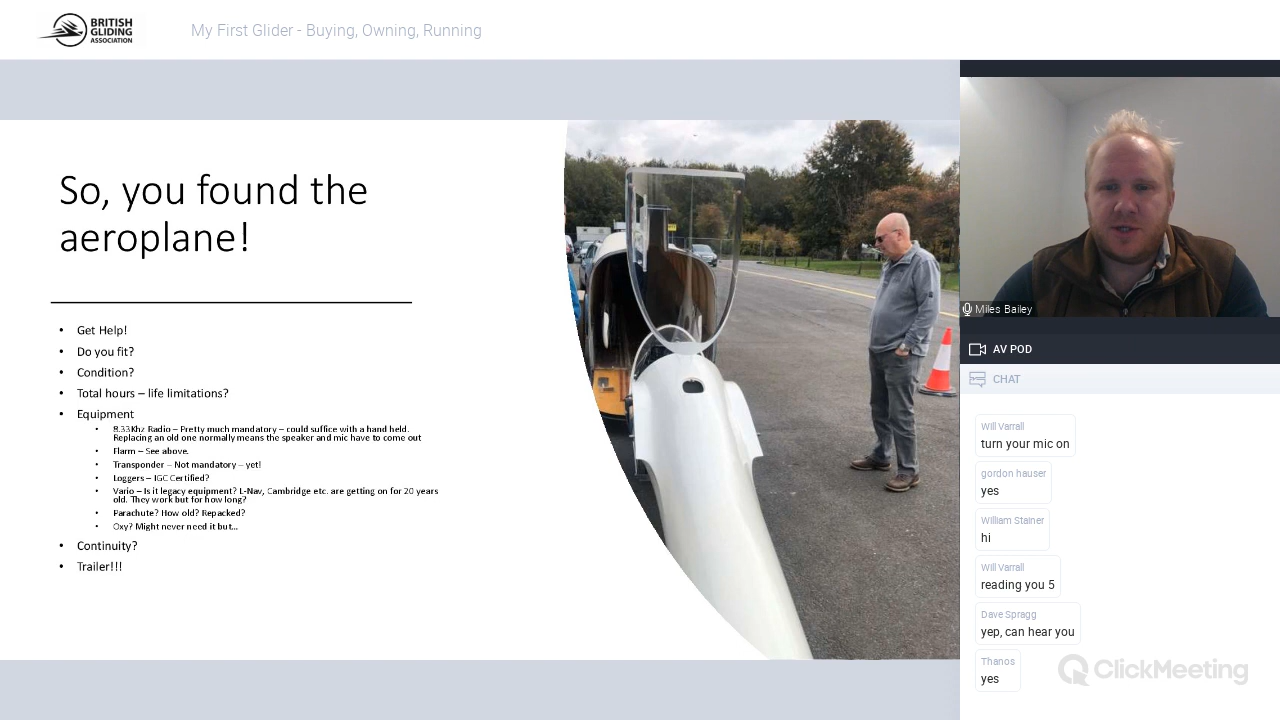 BRITISH
GLIDING
ASSOCIATION
My First Glider - Buying, Owning, Running
So, you found the
aeroplane!
• Get Help!
• Do you fit?
• Condition?
• Total hours – life limitations?
• Equipment
• 8.33Khz Radio – Pretty much mandatory – could suffice with a hand held.
Replacing an old one normally means the speaker and mic have to come out
• Flarm – See above.
• Transponder – Not mandatory – yet!
• Loggers – IGC Certified?
• Vario – Is it legacy equipment? L-Nav, Cambridge etc. are getting on for 20 years
old. They work but for how long?
• Parachute? How old? Repacked?
• Oxy? Might never need it but...
• Continuity?
• Trailer!!!
Miles Bailey
AV POD
CHAT
Will Varrall
turn your mic on
gordon hauser
yes
William Stainer
hi
Will Varrall
reading you 5
Dave Spragg
yep, can hear you
Thanos
yes
ClickMeeting